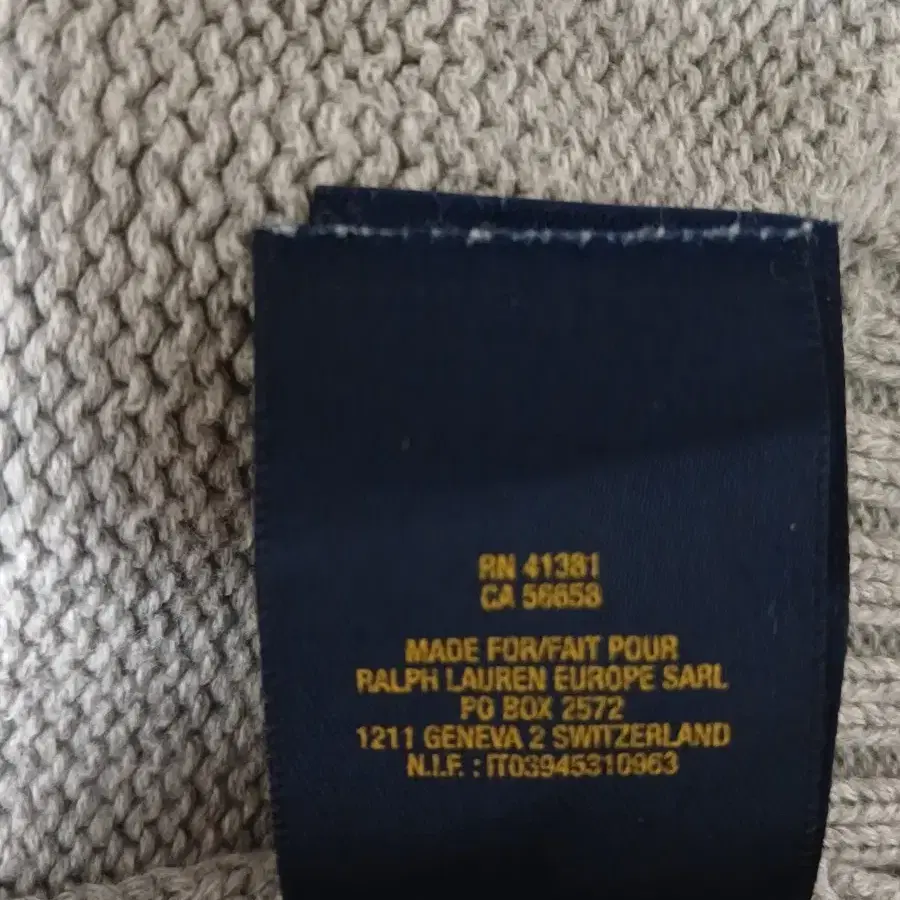 RN 41381
CA 56658
MADE FOR/FAIT POUR
RALPH LAUREN EUROPE SARL
PO BOX 2572
1211 GENEVA 2 SWITZERLAND
N.I.F. : IT03945310963